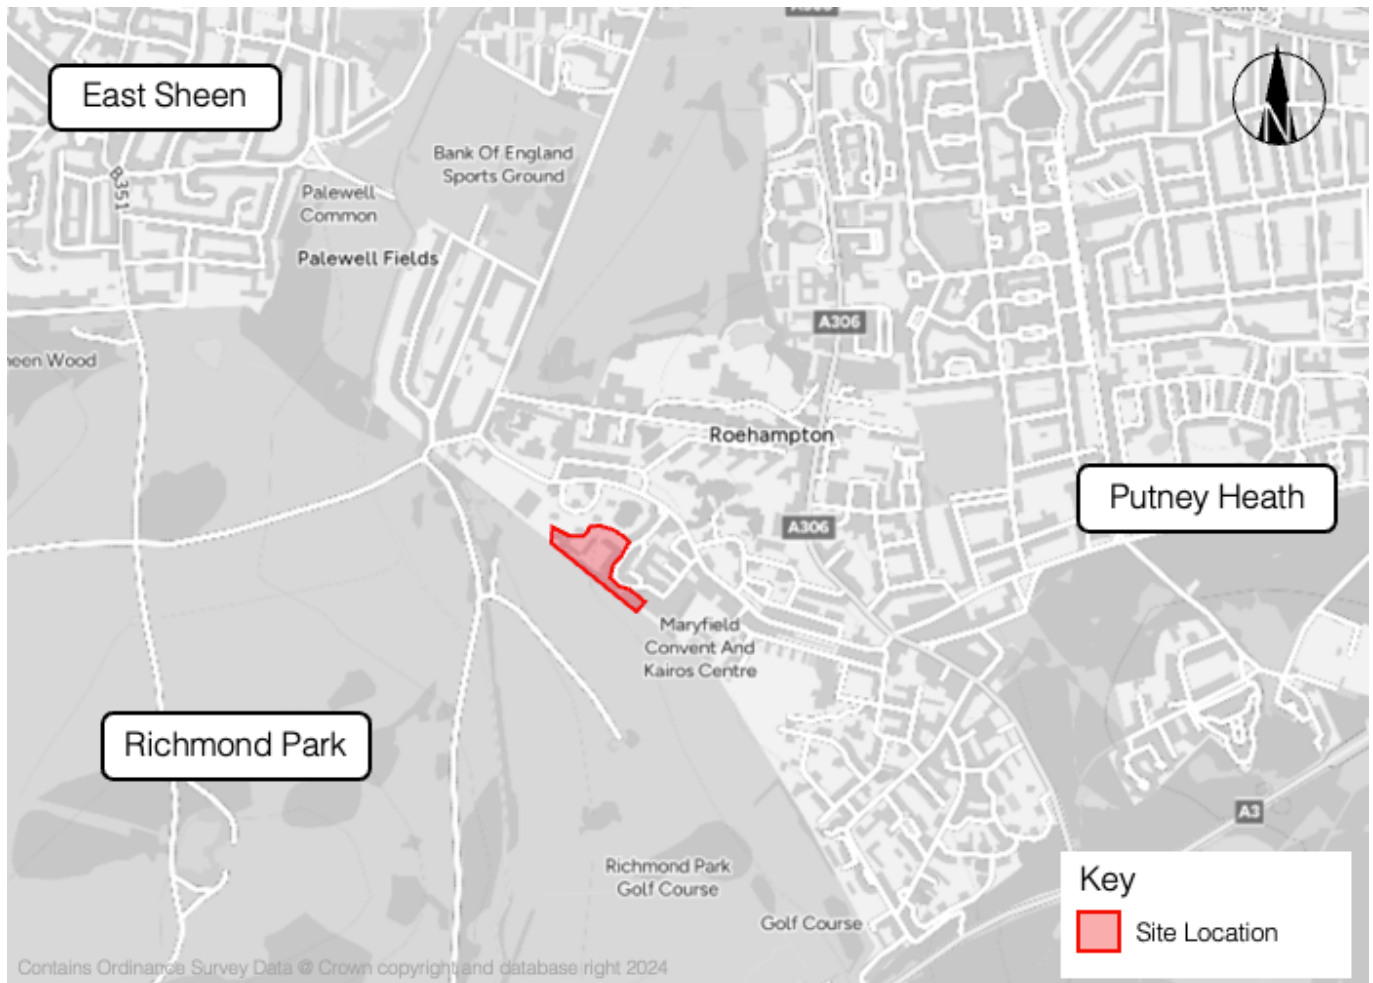 East Sheen
B351
Bank Of England
Sports Ground
Palewell
Common
Palewell Fields
A306
Roehampton
Putney Heath
A306
Maryfield
Convent And
Kairos Centre
Richmond Park
A3
Richmond Park
Golf Course
Golf Course
N
Key
Site Location
Contains Ordinance Survey Data @ Crown copyright and database right 2024